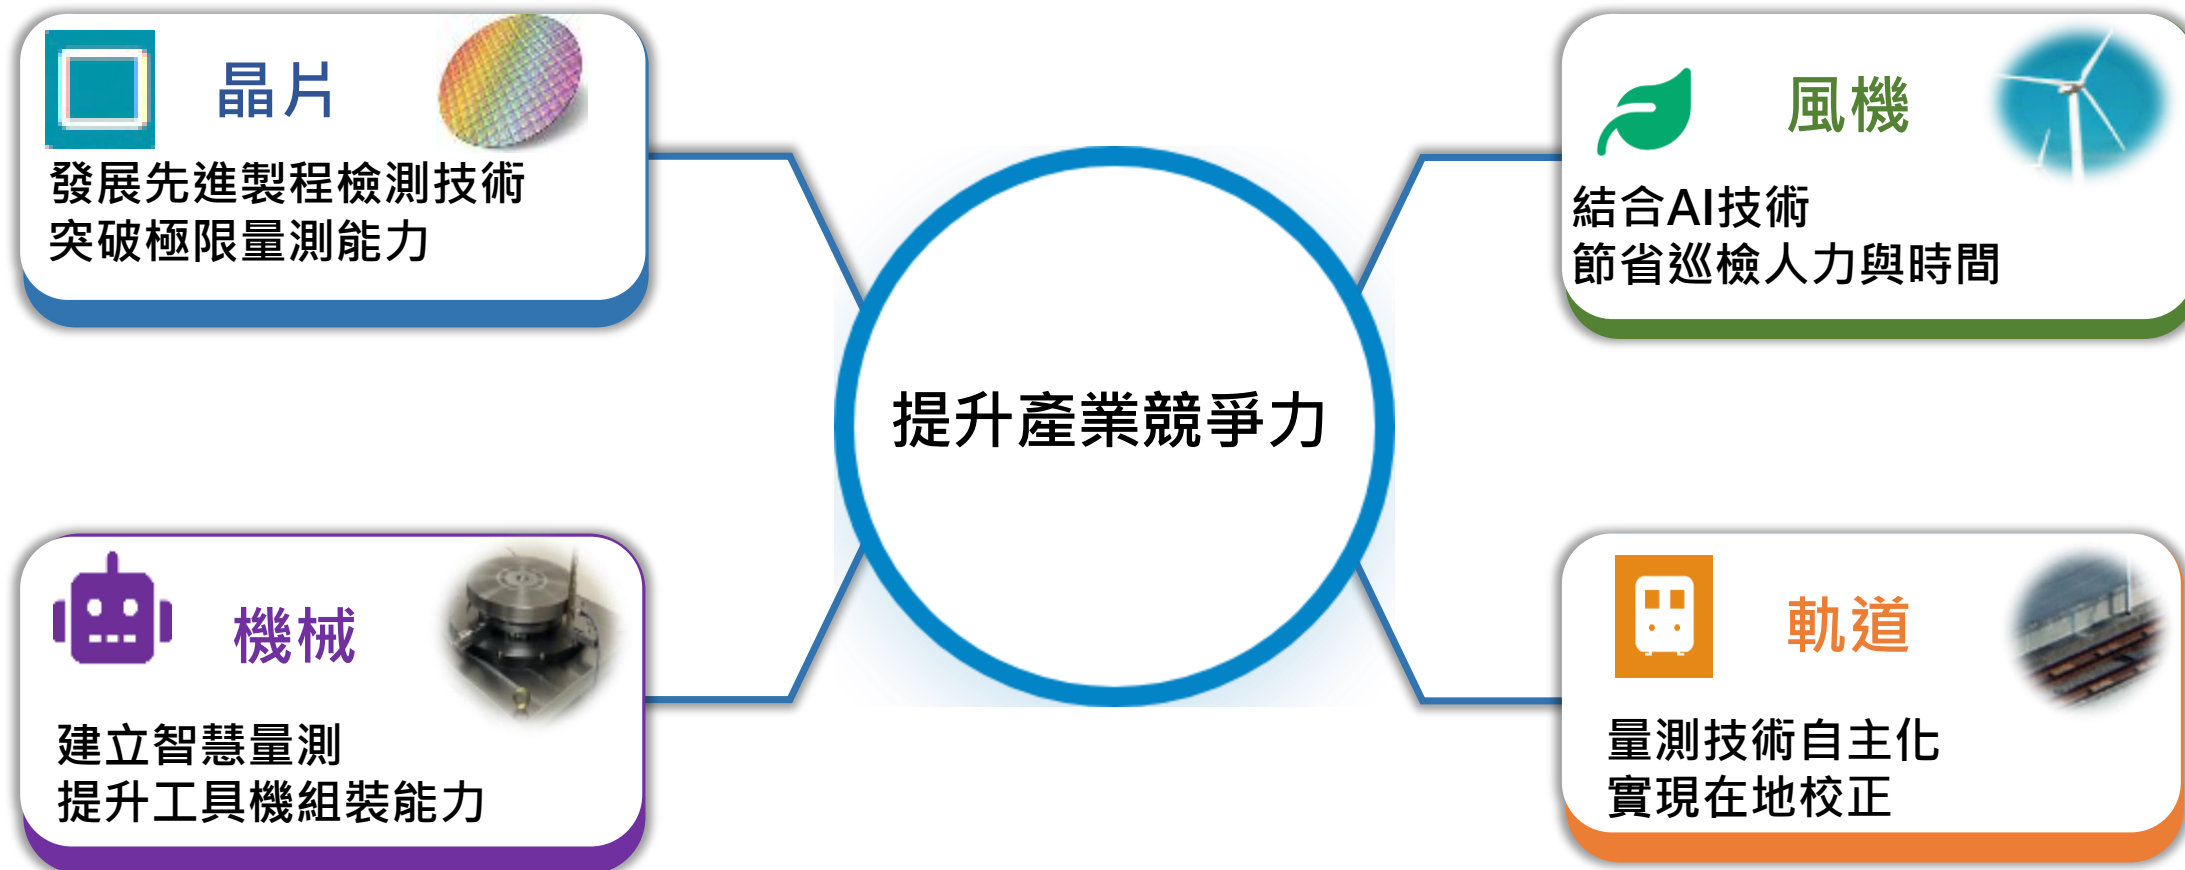 晶片
發展先進製程檢測技術
突破極限量測能力
風機
結合AI技術
節省巡檢人力與時間
提升產業競爭力
機械
建立智慧量測
提升工具機組裝能力
軌道
量測技術自主化
實現在地校正